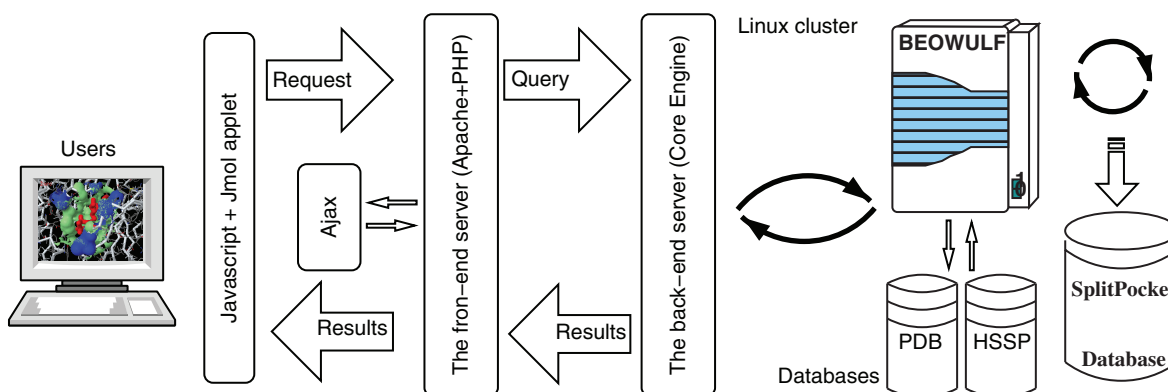 Users
Javascript + Jmol applet
Request
Ajax
Results
The fron-end server (Apache+PHP)
Query
Results
The back-end server (Core Engine)
Linux cluster
BEOWULF
Databases
PDB
HSSP
SplitPocke
Database